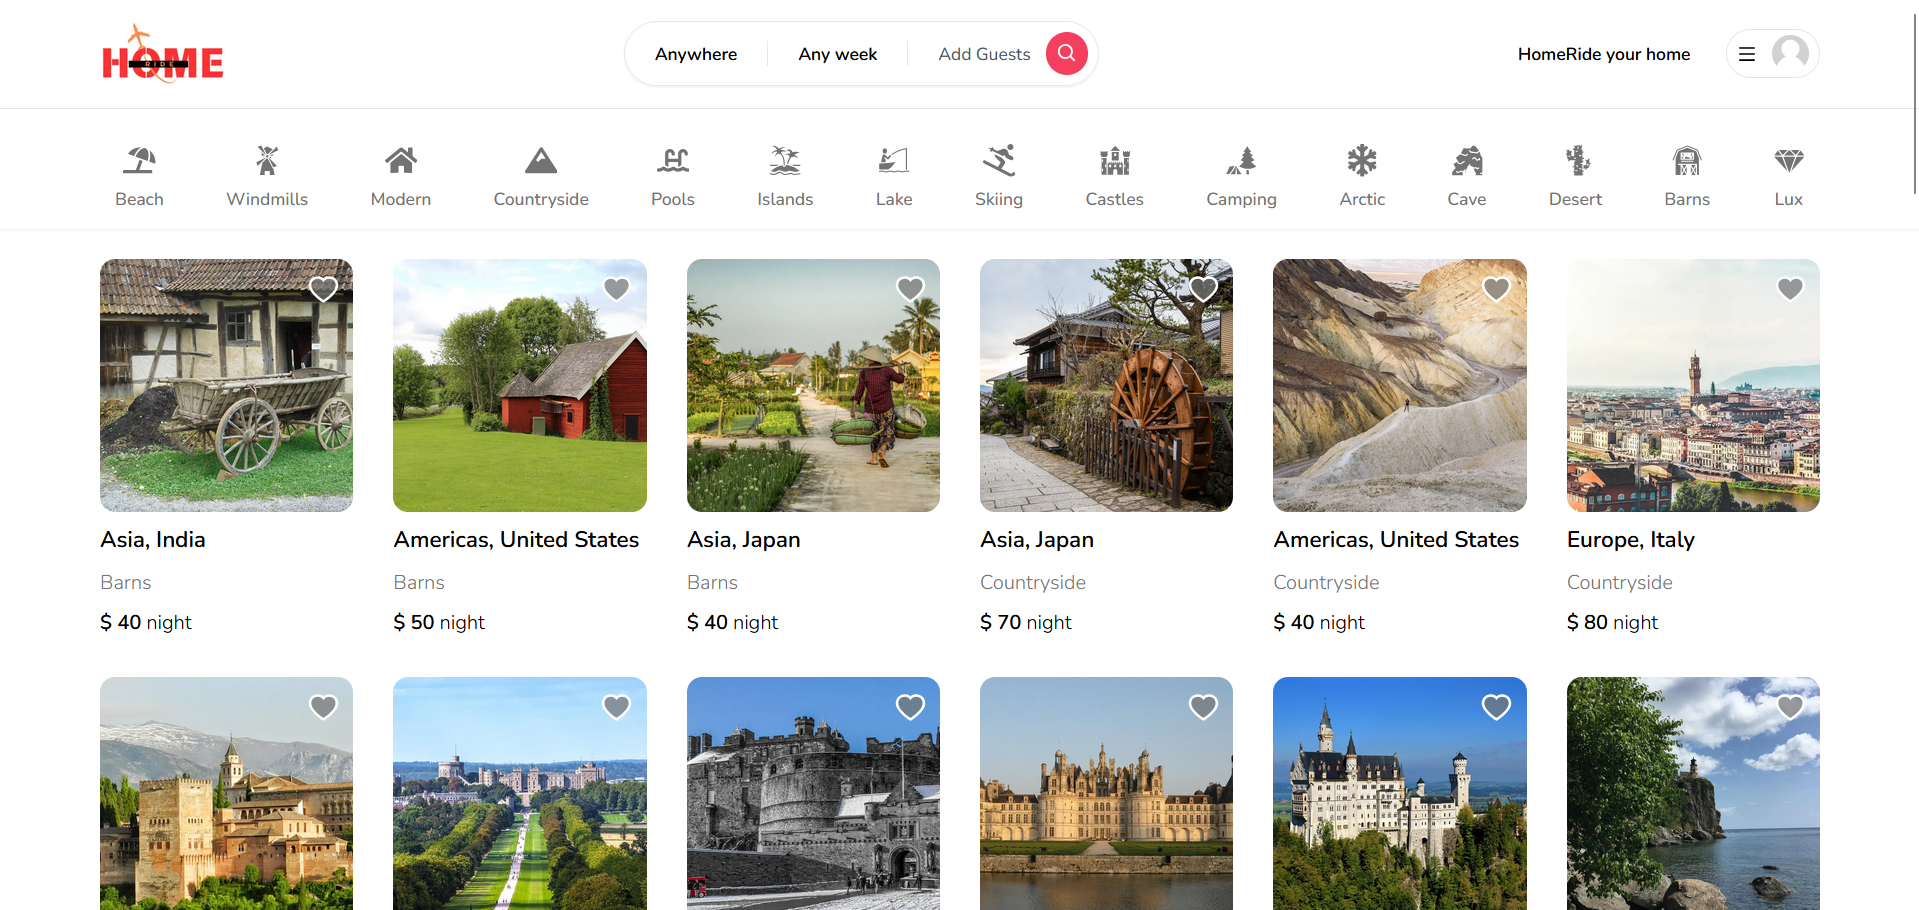 HOME
RIDE
Anywhere
Any week
Add Guests
HomeRide your home
Beach
Windmills
Modern
Countryside
Pools
Islands
Lake
Skiing
Castles
Camping
Arctic
Cave
Desert
Barns
Lux
Asia, India
Barns
$ 40 night
Americas, United States
Barns
$ 50 night
Asia, Japan
Barns
$ 40 night
Asia, Japan
Countryside
$ 70 night
Americas, United States
Countryside
$ 40 night
Europe, Italy
Countryside
$ 80 night